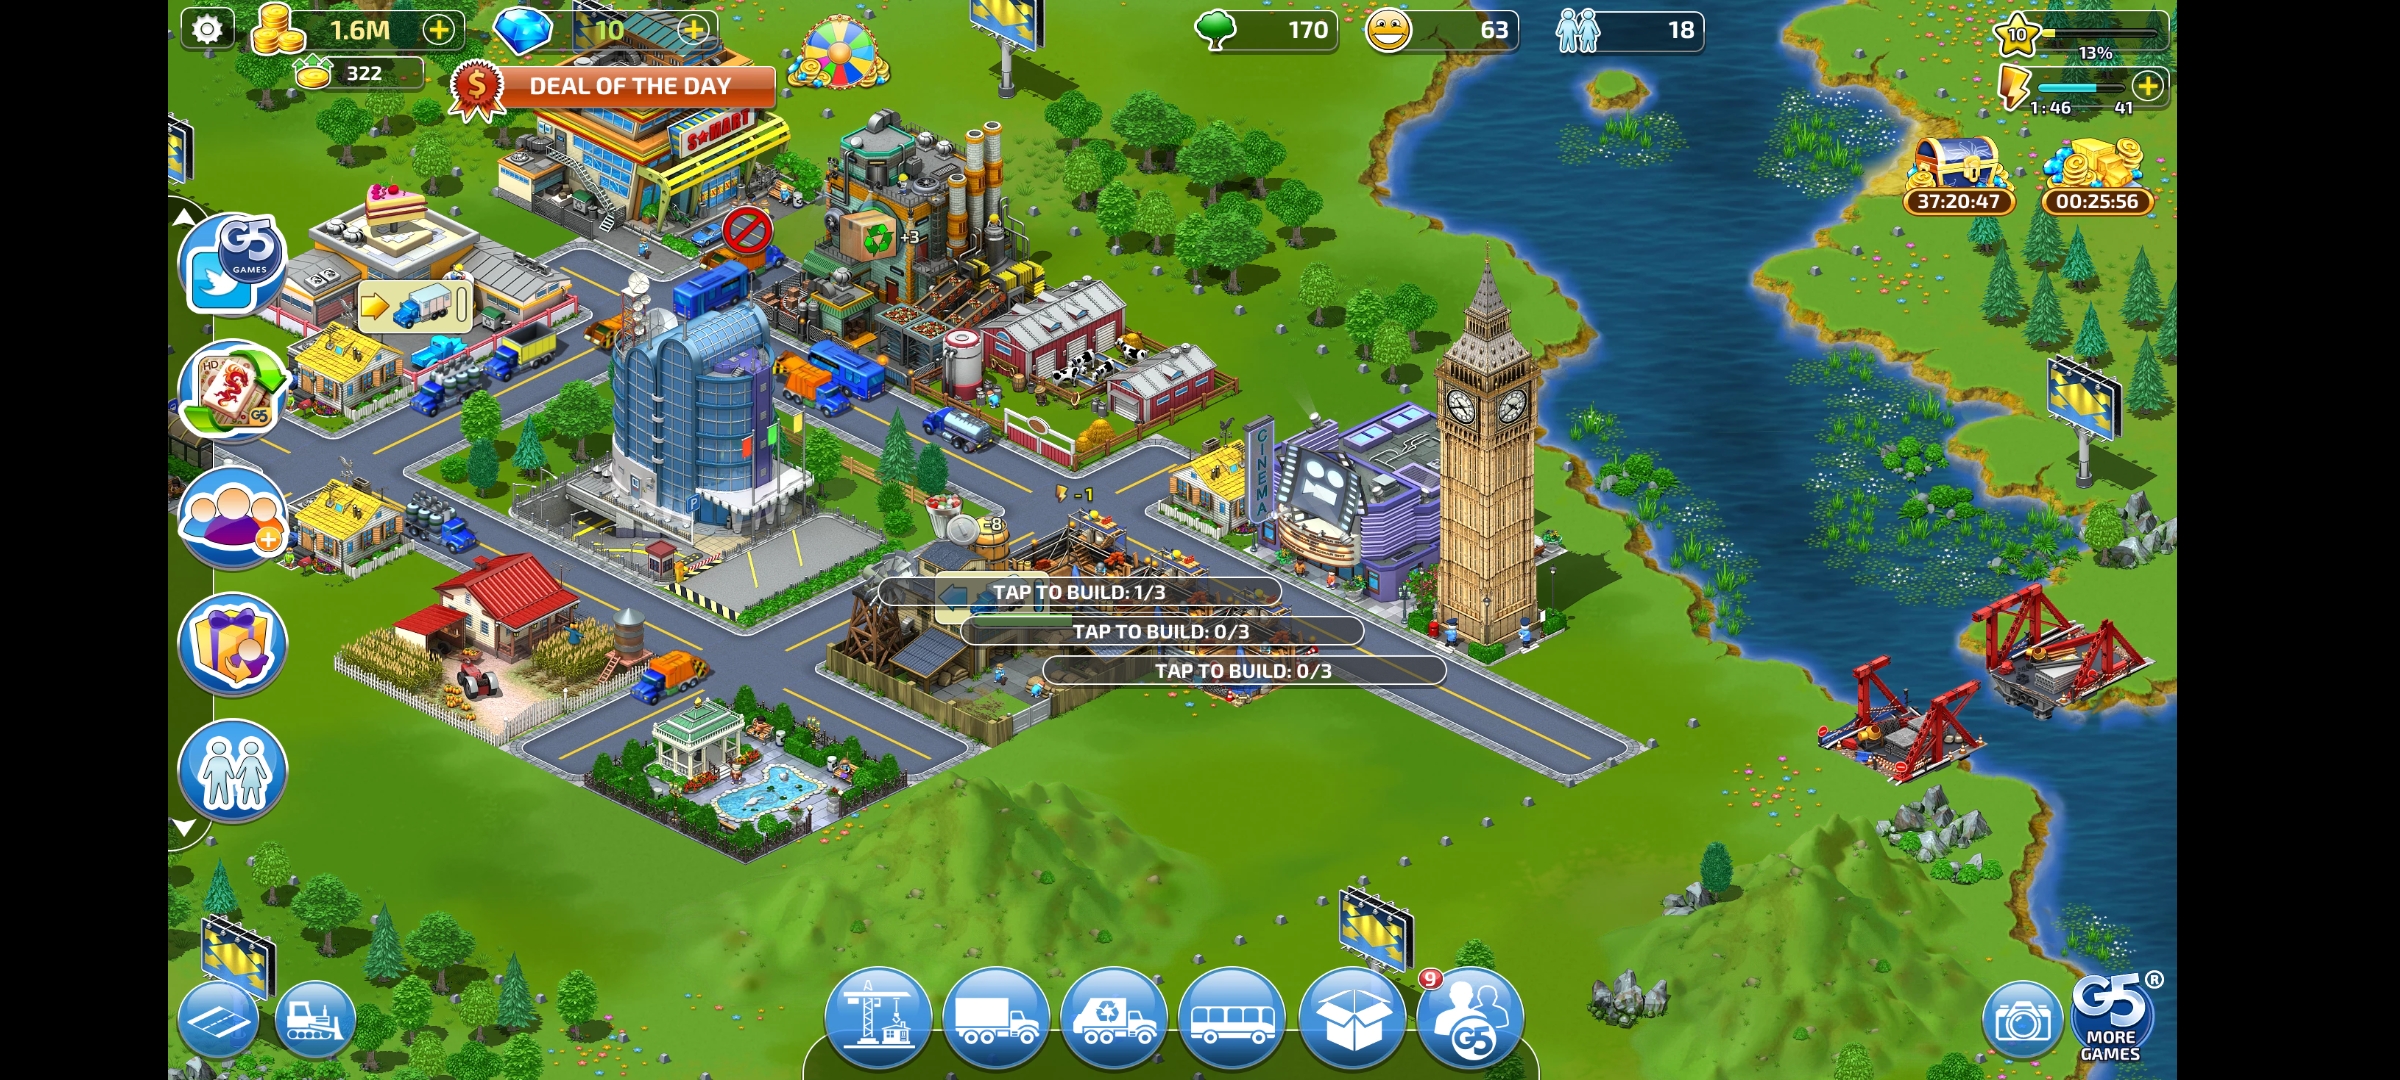 1.6M
10
170
63
18
10
13%
322
DEAL OF THE DAY
1:46
41
S★MART
37:20:47
00:25:56
+3
G5
GAMES
HD
G5
CINEMA
P
-1
-8
TAP TO BUILD: 1/3
TAP TO BUILD: 0/3
TAP TO BUILD: 0/3
9
A
G5
G5®
MORE
GAMES